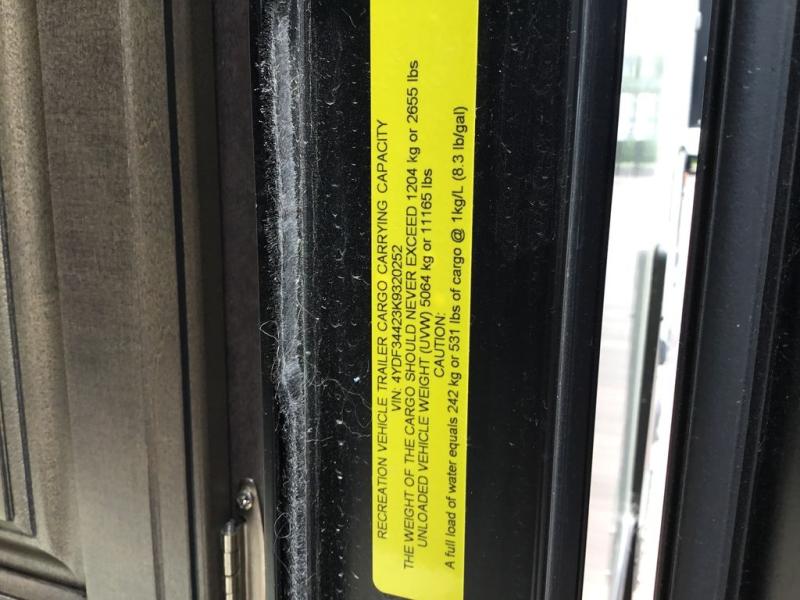 RECREATION VEHICLE TRAILER CARGO CARRYING CAPACITY
VIN: 4YDF34423K9320252
THE WEIGHT OF THE CARGO SHOULD NEVER EXCEED 1204 kg or 2655 lbs
UNLOADED VEHICLE WEIGHT (UVW) 5064 kg or 11165 lbs
CAUTION:
A full load of water equals 242 kg or 531 lbs of cargo @ 1kg/L (8.3 lb/gal)